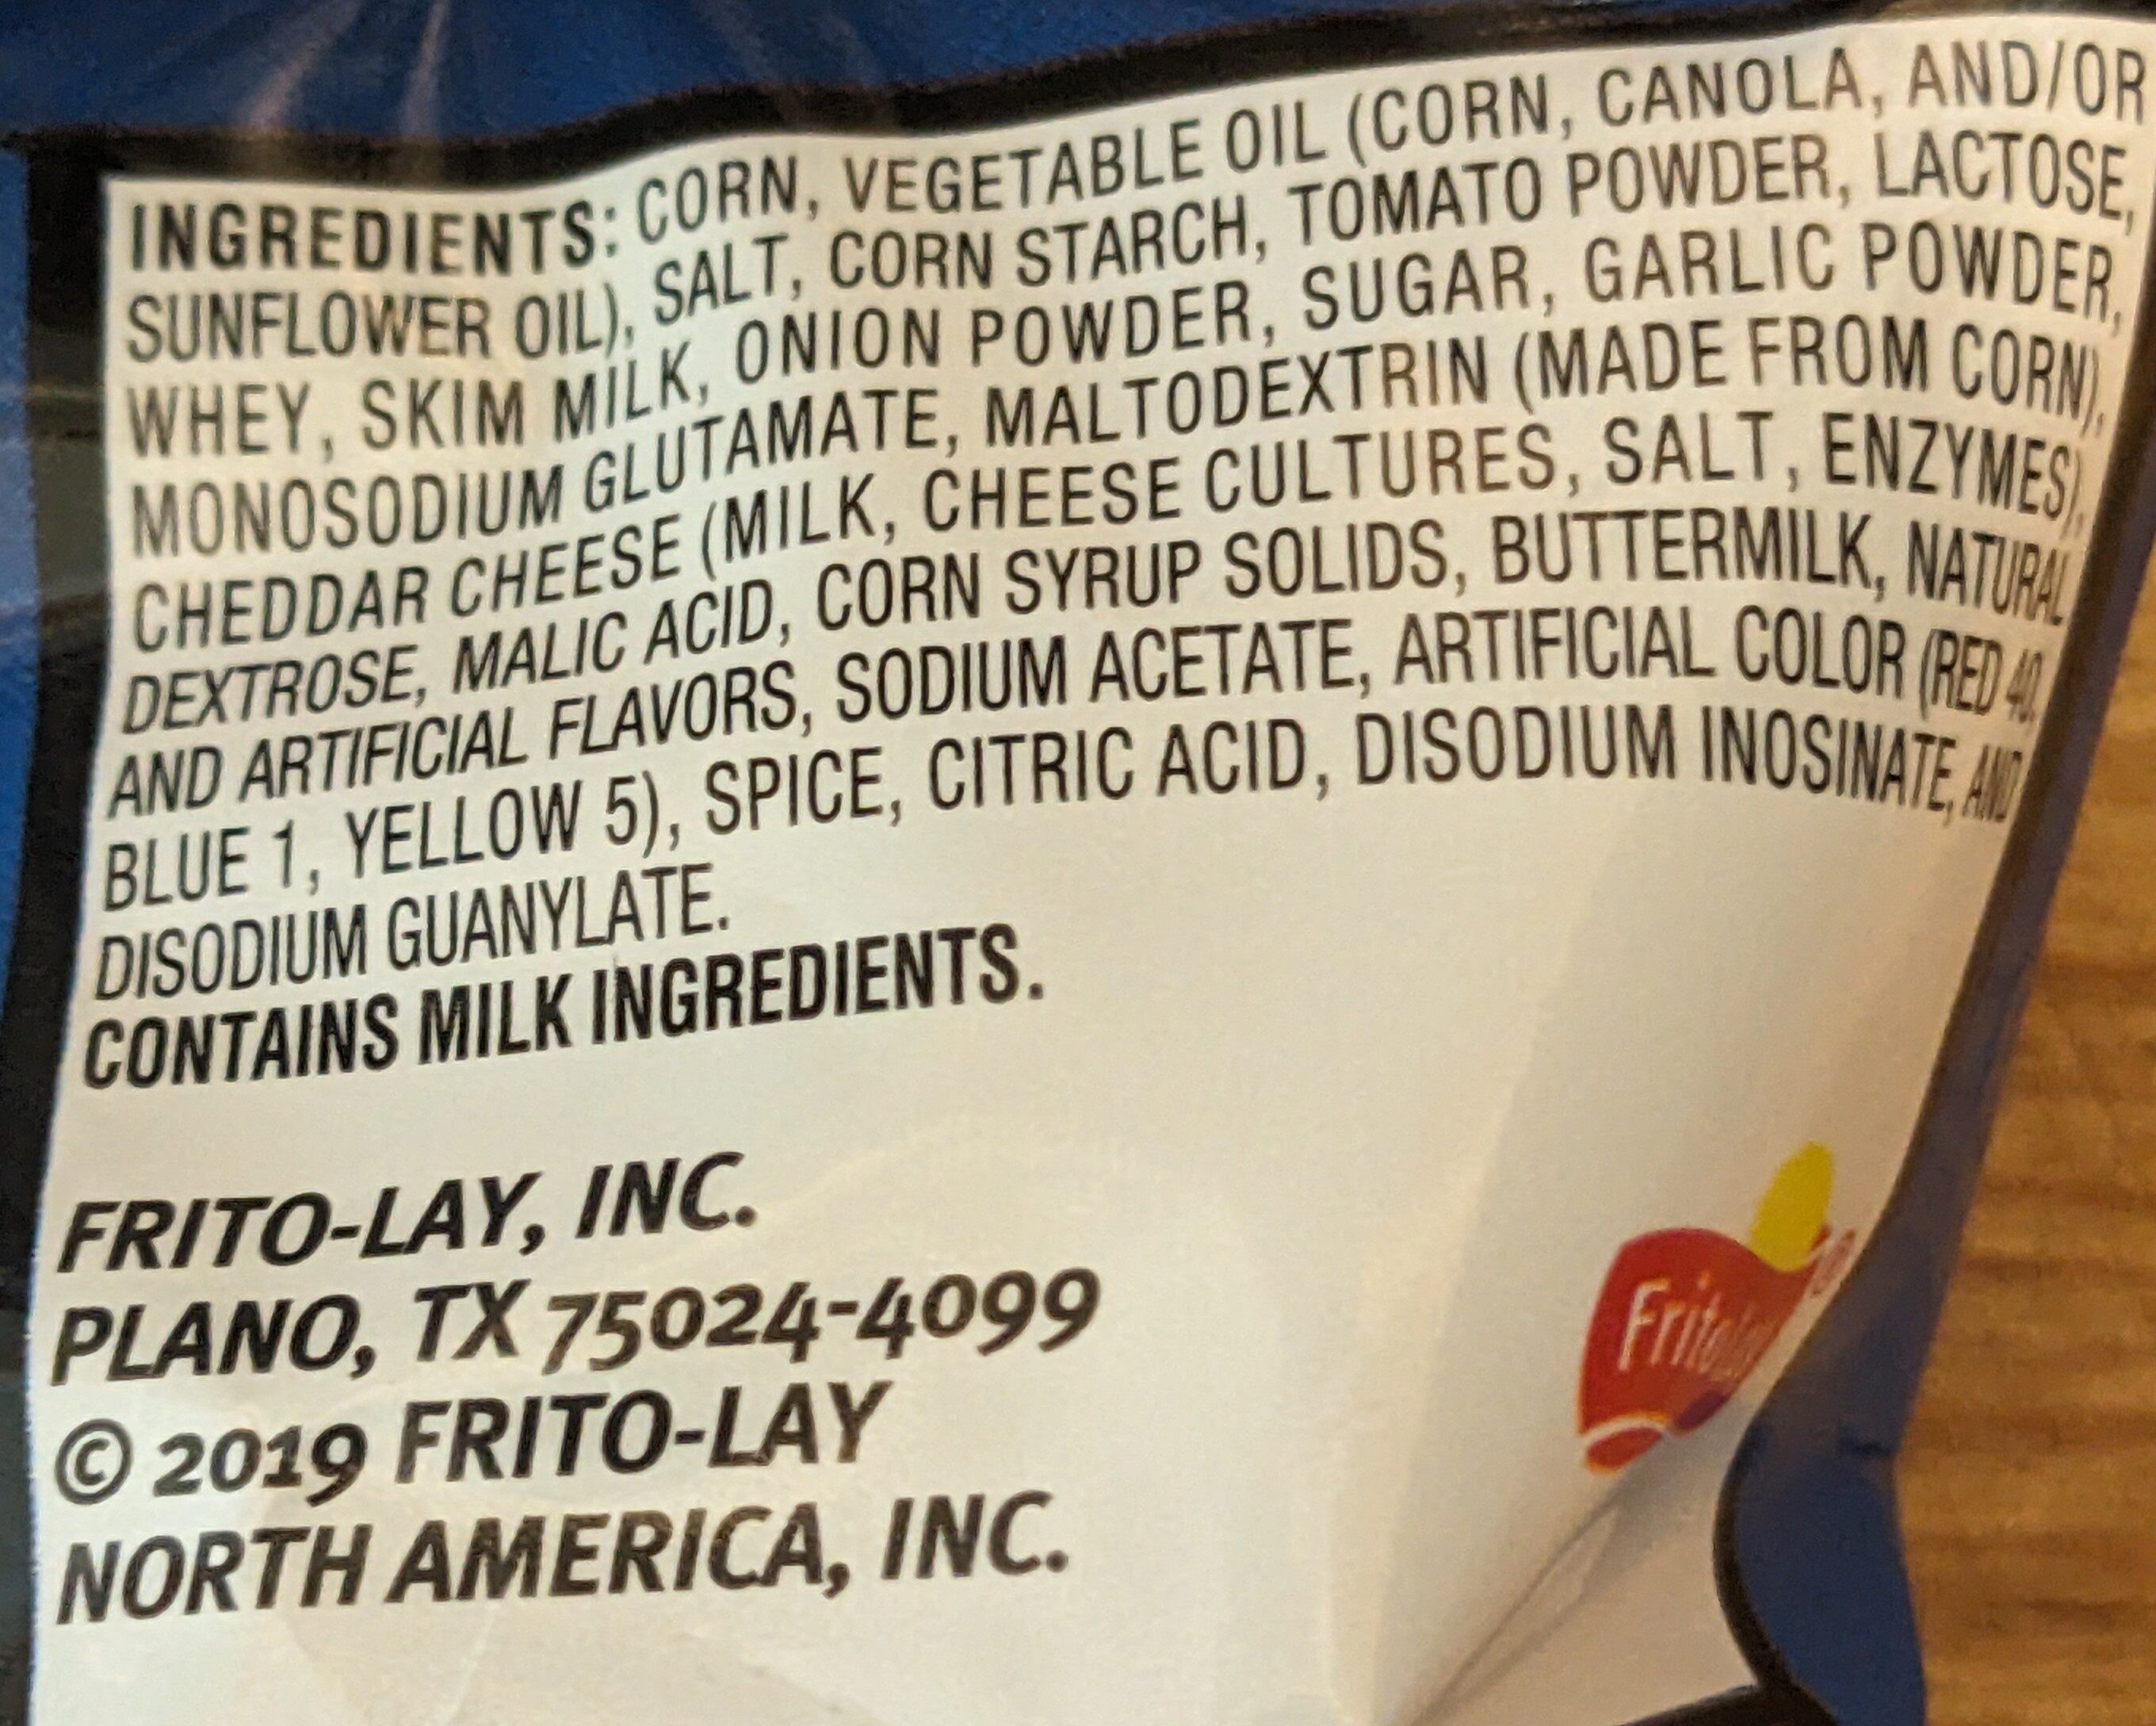 INGREDIENTS: CORN, VEGETABLE OIL (CORN, CANOLA, AND/OR
SUNFLOWER OIL), SALT, CORN STARCH, TOMATO POWDER, LACTOSE,
WHEY, SKIM MILK, ONION POWDER, SUGAR, GARLIC POWDER,
MONOSODIUM GLUTAMATE, MALTODEXTRIN (MADE FROM CORN),
CHEDDAR CHEESE (MILK, CHEESE CULTURES, SALT, ENZYMES),
DEXTROSE, MALIC ACID, CORN SYRUP SOLIDS, BUTTERMILK, NATURAL
AND ARTIFICIAL FLAVORS, SODIUM ACETATE, ARTIFICIAL COLOR (RED 40,
BLUE 1, YELLOW 5), SPICE, CITRIC ACID, DISODIUM INOSINATE, AND
DISODIUM GUANYLATE.
CONTAINS MILK INGREDIENTS.
FRITO-LAY, INC.
PLANO, TX 75024-4099
© 2019 FRITO-LAY
NORTH AMERICA, INC.
FritoLay®